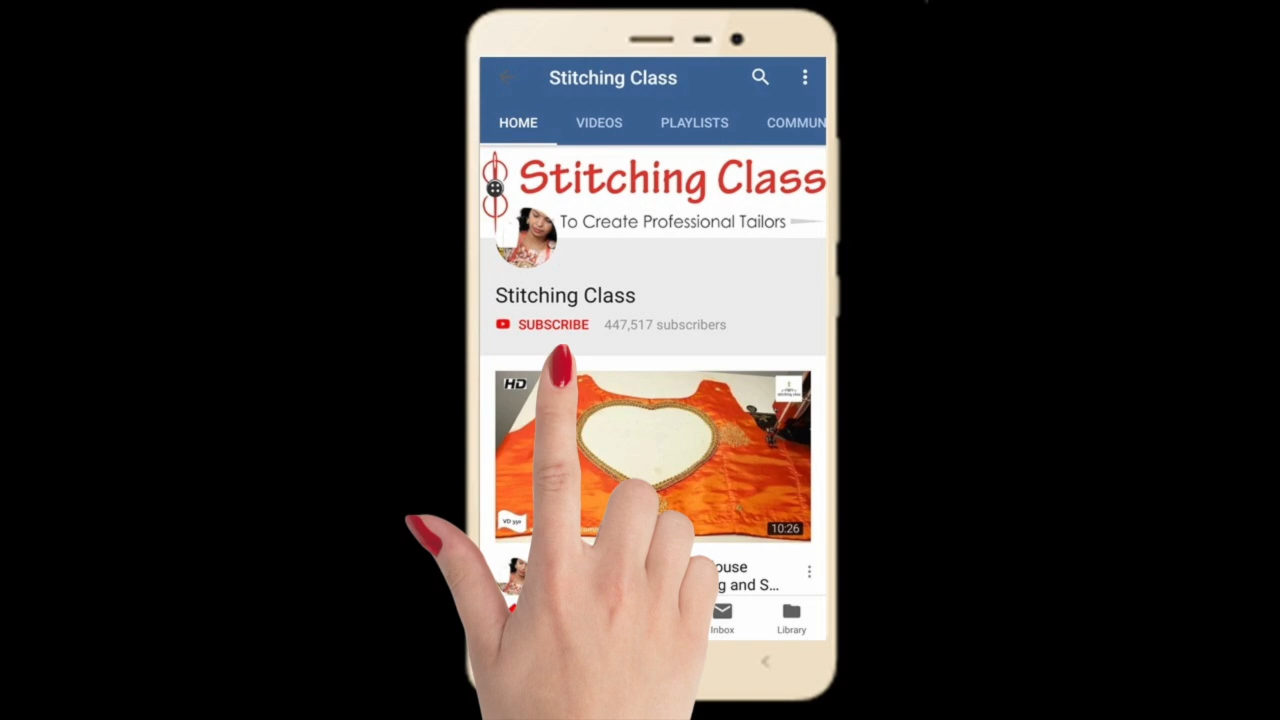 Stitching Class
HOME VIDEOS PLAYLISTS COMMUN
Stitching Class
To Create Professional Tailors
Stitching Class
SUBSCRIBE 447,517 subscribers
HD
10:26
ouse
g and S...
Inbox Library